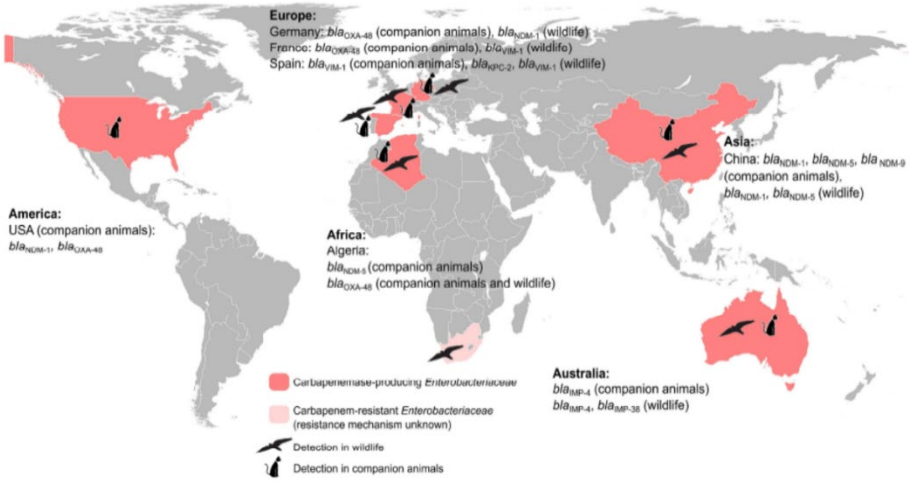 Europe:
Germany: blaOXA-48 (companion animals), blaNDM-1 (wildlife)
France: blaOXA-48 (companion animals), blaVIM-1 (wildlife)
Spain: blaVIM-1 (companion animals), blaKPC-2, blaVIM-1 (wildlife)
Asia:
China: blaNDM-1, blaNDM-5, bla NDM-9
(companion animals),
blaNDM-1, blaNDM-5 (wildlife)
America:
USA (companion animals):
blaNDM-1, blaOXA-48
Africa:
Algeria:
blaNDM-5 (companion animals)
blaOXA-48 (companion animals and wildlife)
Australia:
blaIMP-4 (companion animals)
blaIMP-4, blaIMP-38 (wildlife)
Carbapenemase-producing Enterobacteriaceae
Carbapenem-resistant Enterobacteriaceae
(resistance mechanism unknown)
Detection in wildlife
Detection in companion animals